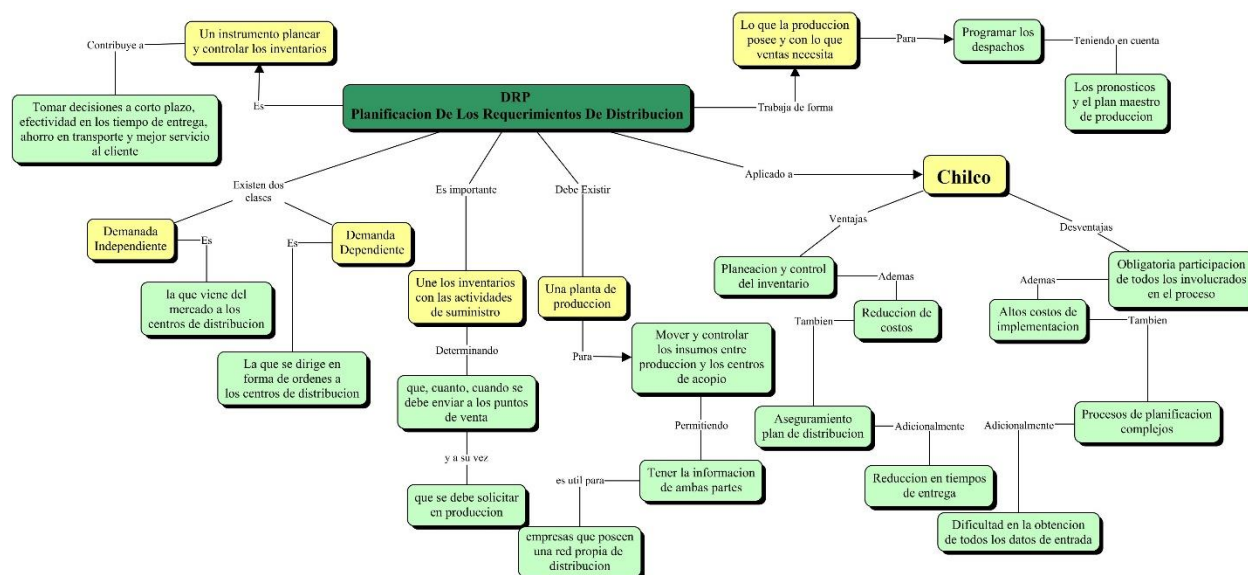 Un instrumento planear
y controlar los inventarios
Contribuye a
Es
Tomar decisiones a corto plazo,
efectividad en los tiempo de entrega,
ahorro en transporte y mejor servicio
al cliente
DRP
Planificacion De Los Requerimientos De Distribucion
Lo que la produccion
posee y con lo que
ventas necesita
Trabaja de forma
Para
Programar los
despachos
Teniendo en cuenta
Los pronosticos
y el plan maestro
de produccion
Existen dos
clases
Demanada
Independiente
Es
la que viene del
mercado a los
centros de distribucion
Demanda
Dependiente
Es
La que se dirige en
forma de ordenes a
los centros de distribucion
Es importante
Une los inventarios
con las actividades
de suministro
Determinando
que, cuanto, cuando se
debe enviar a los puntos
de venta
y a su vez
que se debe solicitar
en produccion
Debe Existir
Una planta de
produccion
Para
Mover y controlar
los insumos entre
produccion y los centros
de acopio
Permitiendo
Tener la informacion
de ambas partes
es util para
empresas que poseen
una red propia de
distribucion
Aplicado a
Chilco
Ventajas
Planeacion y control
del inventario
Ademas
Reduccion de
costos
Tambien
Aseguramiento
plan de distribucion
Adicionalmente
Reduccion en tiempos
de entrega
Desventajas
Obligatoria participacion
de todos los involucrados
en el proceso
Ademas
Altos costos de
implementacion
Tambien
Procesos de planificacion
complejos
Adicionalmente
Dificultad en la obtencion
de todos los datos de entrada